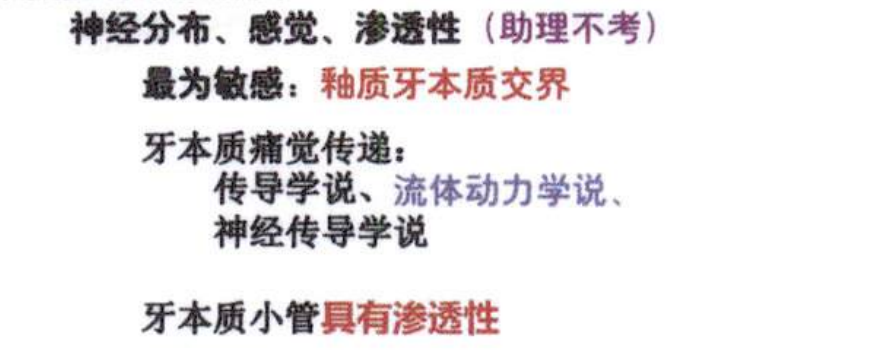 神经分布、感觉、渗透性（助理不考）
最为敏感：釉质牙本质交界
牙本质痛觉传递：
传导学说、流体动力学说、
神经传导学说
牙本质小管具有渗透性